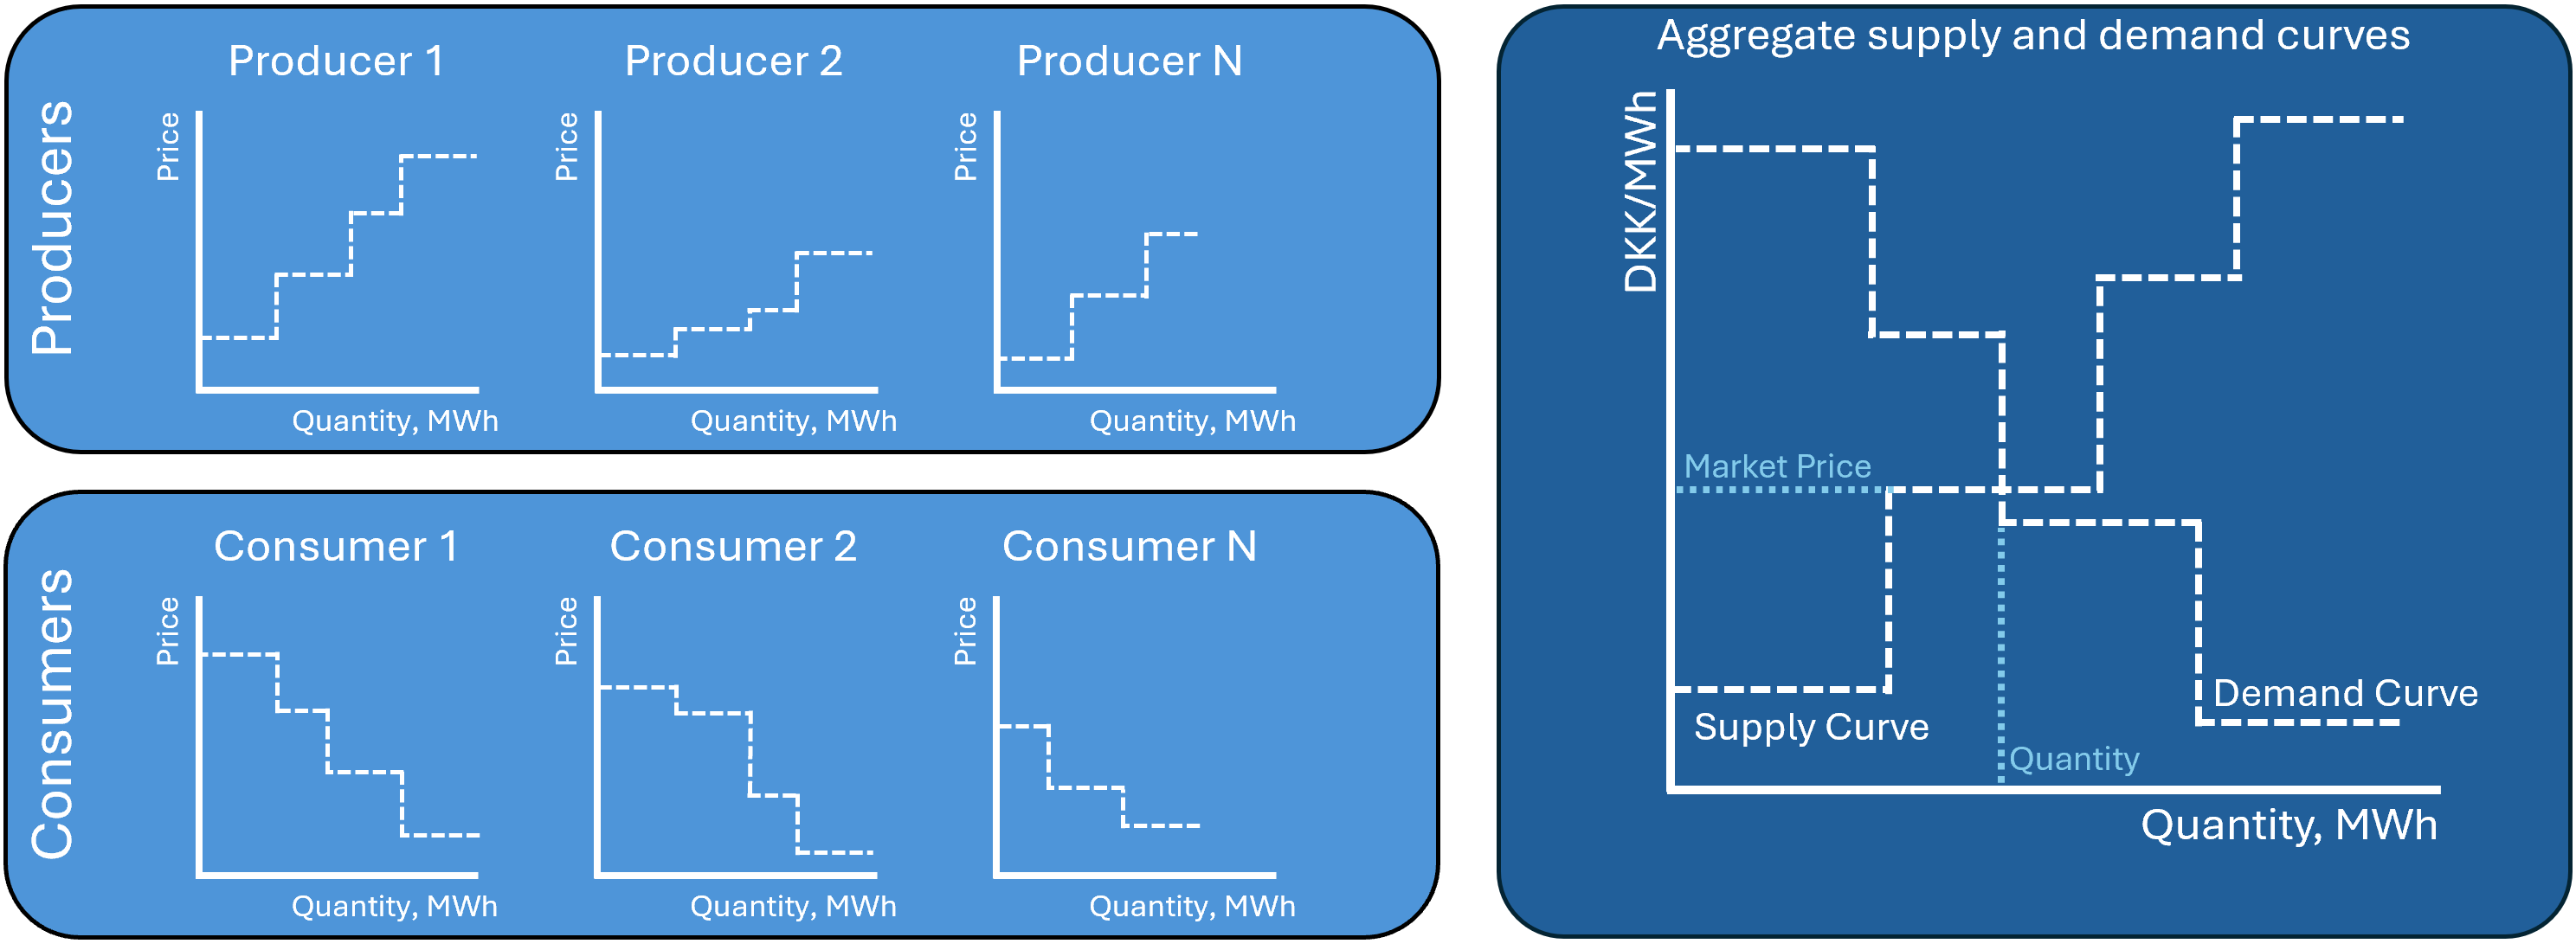 Producers
Producer 1
Price
Quantity, MWh
Producer 2
Price
Quantity, MWh
Producer N
Price
Quantity, MWh
Consumers
Consumer 1
Price
Quantity, MWh
Consumer 2
Price
Quantity, MWh
Consumer N
Price
Quantity, MWh
Aggregate supply and demand curves
DKK/MWh
Market Price
Supply Curve
Demand Curve
Quantity
Quantity, MWh